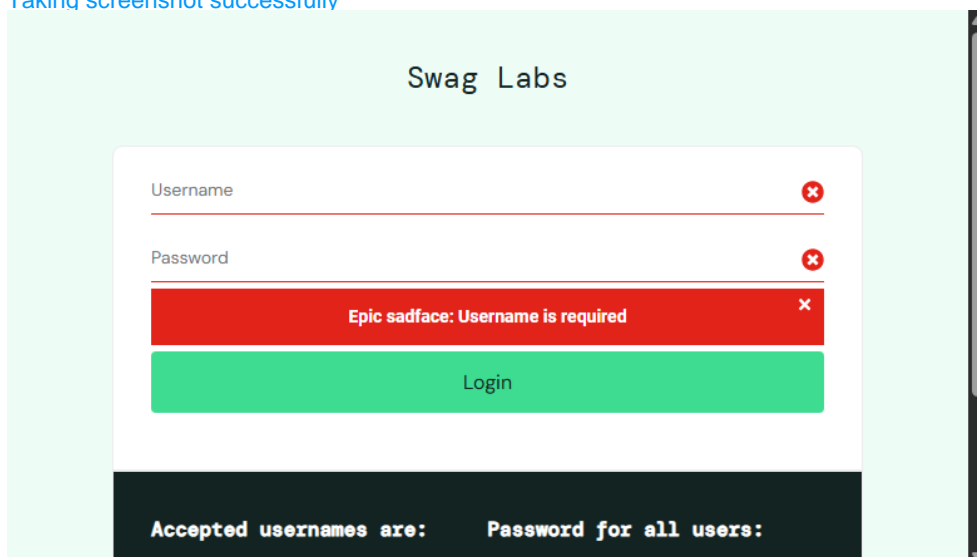 Taking screenshot successfully
Swag Labs
Username
Password
Epic sadface: Username is required
Login
Accepted usernames are: Password for all users: